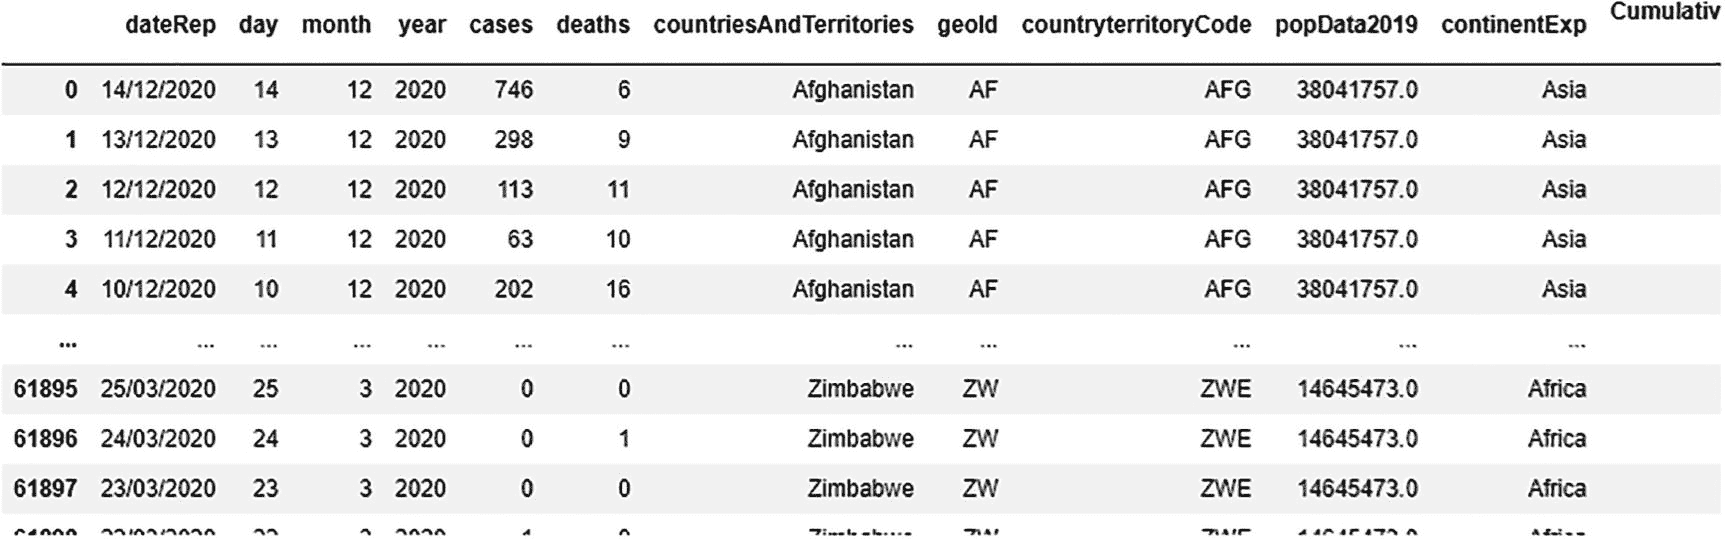 dateRep day month year cases deaths countriesAndTerritories geoId countryterritoryCode popData2019 continentExp Cumulativ
0 14/12/2020 14 12 2020 746 6 Afghanistan AF AFG 38041757.0 Asia
1 13/12/2020 13 12 2020 298 9 Afghanistan AF AFG 38041757.0 Asia
2 12/12/2020 12 12 2020 113 11 Afghanistan AF AFG 38041757.0 Asia
3 11/12/2020 11 12 2020 63 10 Afghanistan AF AFG 38041757.0 Asia
4 10/12/2020 10 12 2020 202 16 Afghanistan AF AFG 38041757.0 Asia
... ... ... ... ... ... ... ... ... ... ... ...
61895 25/03/2020 25 3 2020 0 0 Zimbabwe ZW ZWE 14645473.0 Africa
61896 24/03/2020 24 3 2020 0 1 Zimbabwe ZW ZWE 14645473.0 Africa
61897 23/03/2020 23 3 2020 0 0 Zimbabwe ZW ZWE 14645473.0 Africa